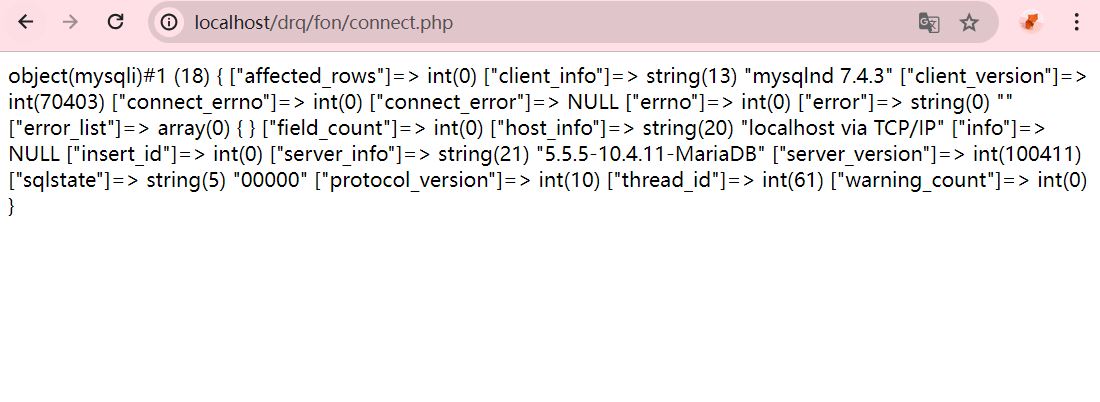 localhost/drq/fon/connect.php
object(mysqli)#1 (18) { ["affected_rows"]=> int(0) ["client_info"]=> string(13) "mysqlnd 7.4.3" ["client_version"]=>
int(70403) ["connect_errno"]=> int(0) ["connect_error"]=> NULL ["errno"]=> int(0) ["error"]=> string(0) ""
["error_list"]=> array(0) { } ["field_count"]=> int(0) ["host_info"]=> string(20) "localhost via TCP/IP" ["info"]=>
NULL ["insert_id"]=> int(0) ["server_info"]=> string(21) "5.5.5-10.4.11-MariaDB" ["server_version"]=> int(100411)
["sqlstate"]=> string(5) "00000" ["protocol_version"]=> int(10) ["thread_id"]=> int(61) ["warning_count"]=> int(0)
}